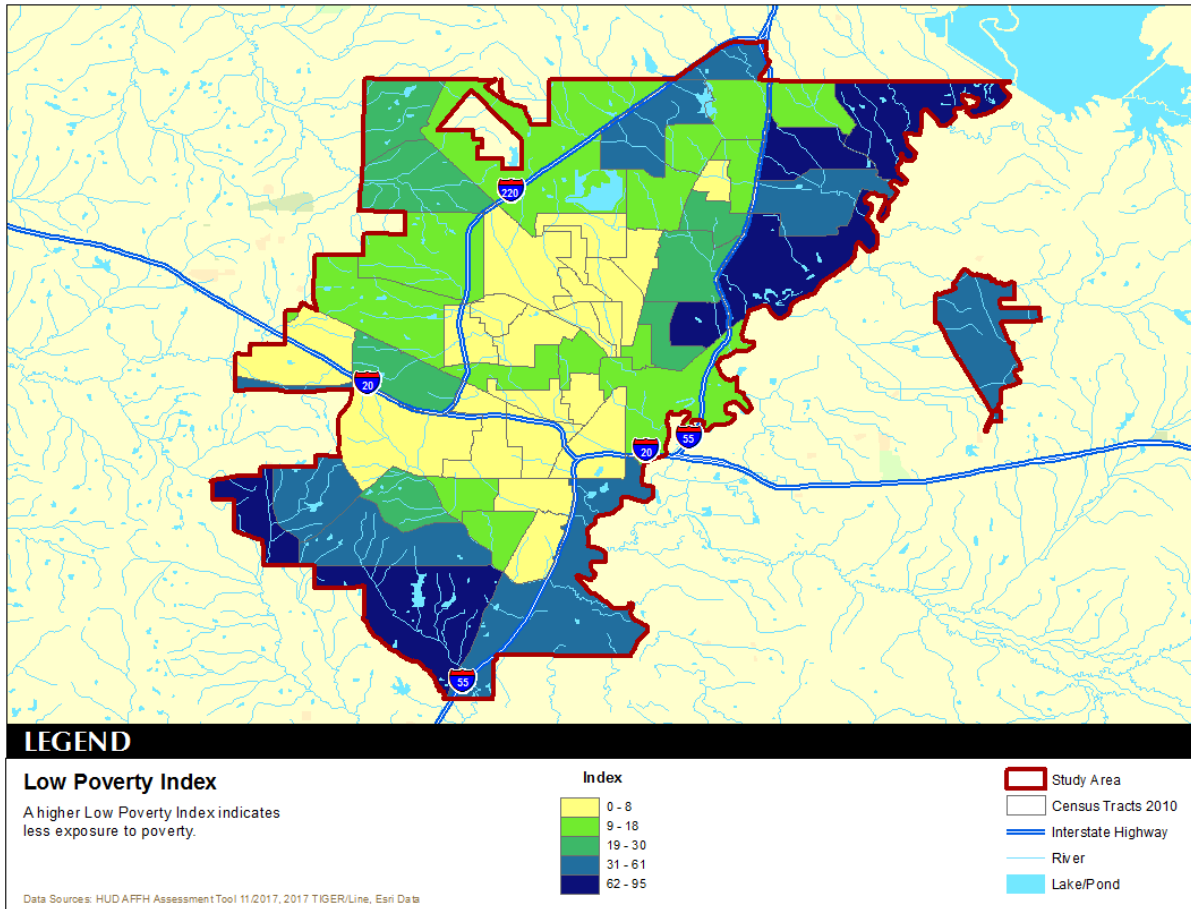 220
20
20
55
55
LEGEND
Low Poverty Index
A higher Low Poverty Index indicates
less exposure to poverty.
Data Sources: HUD AFFH Assessment Tool 11/2017, 2017 TIGER/Line, Esri Data
Index
0 - 8
9 - 18
19 - 30
31 - 61
62 - 95
Study Area
Census Tracts 2010
Interstate Highway
River
Lake/Pond